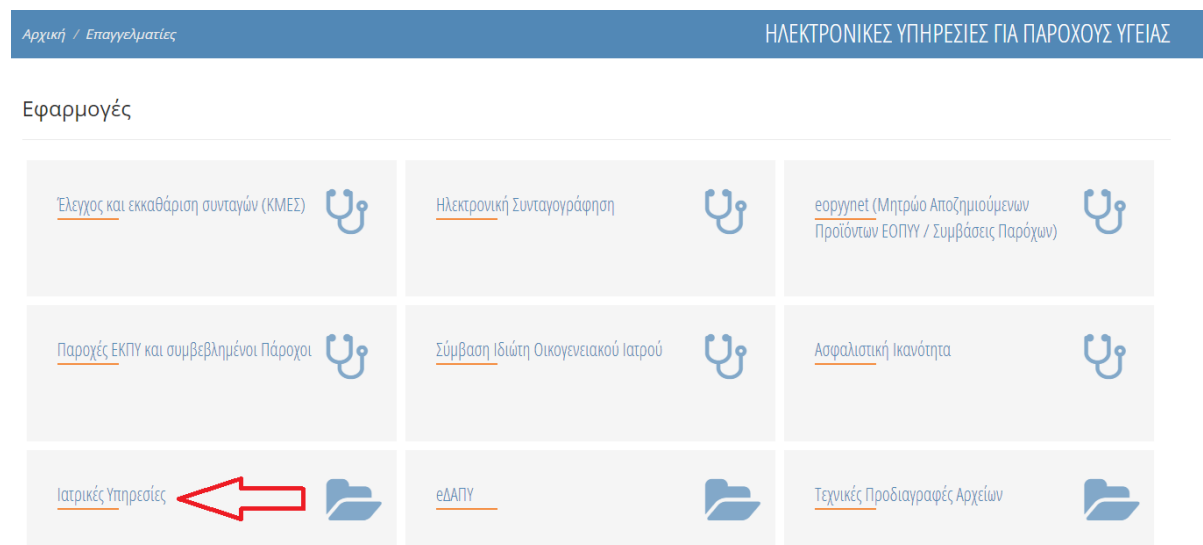 Αρχική / Επαγγελματίες
ΗΛΕΚΤΡΟΝΙΚΕΣ ΥΠΗΡΕΣΙΕΣ ΓΙΑ ΠΑΡΟΧΟΥΣ ΥΓΕΙΑΣ
Εφαρμογές
Έλεγχος και εκκαθάριση συνταγών (ΚΜΕΣ)
Ηλεκτρονική Συνταγογράφηση
eopyynet (Μητρώο Αποζημιούμενων
Προϊόντων ΕΟΠΥΥ / Συμβάσεις Παρόχων)
Παροχές ΕΚΠΥ και συμβεβλημένοι Πάροχοι
Σύμβαση Ιδιώτη Οικογενειακού Ιατρού
Ασφαλιστική Ικανότητα
Ιατρικές Υπηρεσίες
eΔΑΠΥ
Τεχνικές Προδιαγραφές Αρχείων